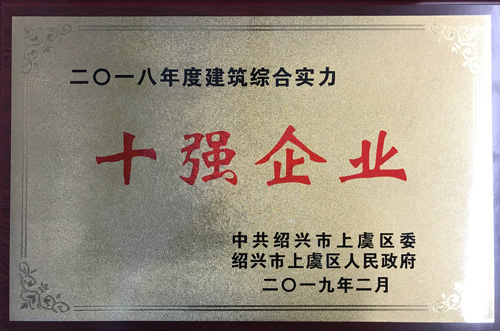 二〇一八年度建筑综合实力
十强企业
中共绍兴市上虞区委
绍兴市上虞区人民政府
二〇一九年二月